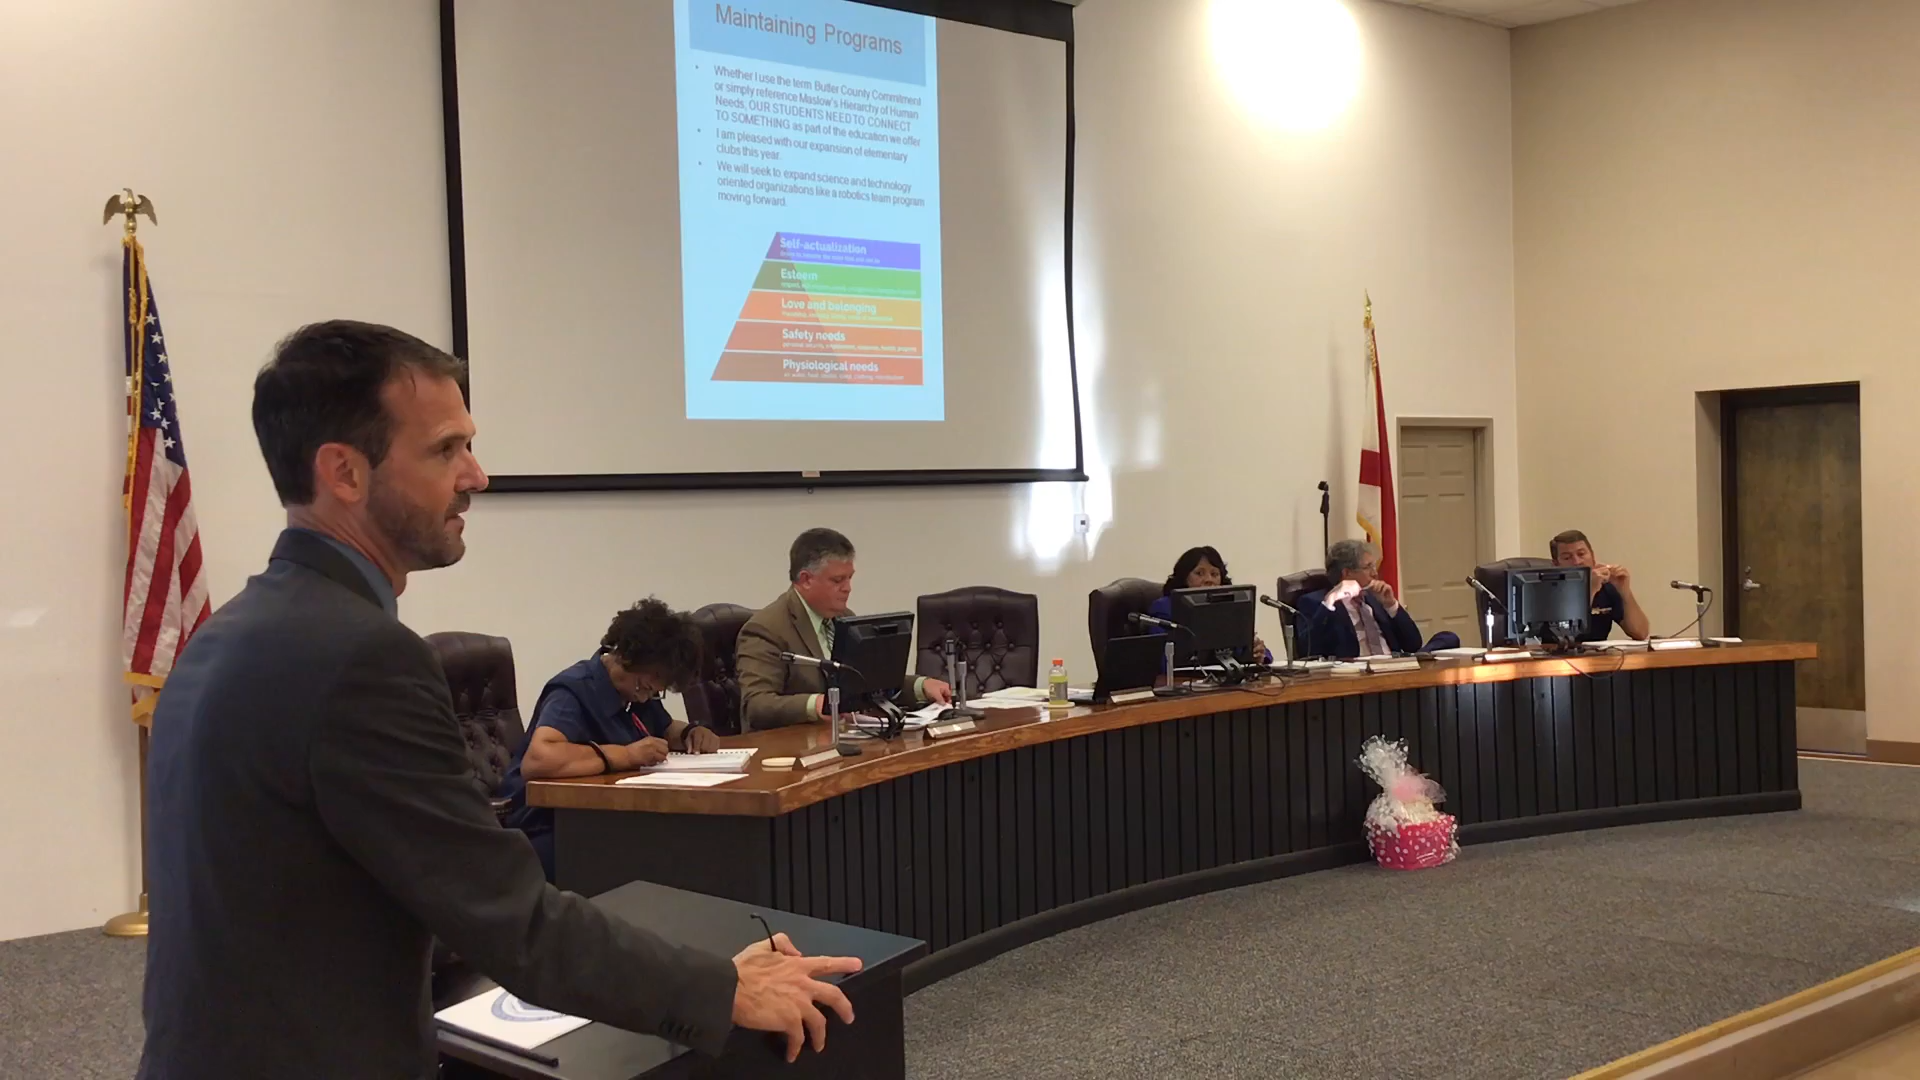 Maintaining Programs
• Whether I use the term Butler County Commitment
or simply reference Maslow's Hierarchy of Human
Needs, OUR STUDENTS NEED TO CONNECT
TO SOMETHING as part of the education we offer
• I am pleased with our expansion of elementary
clubs this year.
• We will seek to expand science and technology
oriented organizations like a robotics team program
moving forward.
Self-actualization
Esteem
Love and belonging
Safety needs
Physiological needs